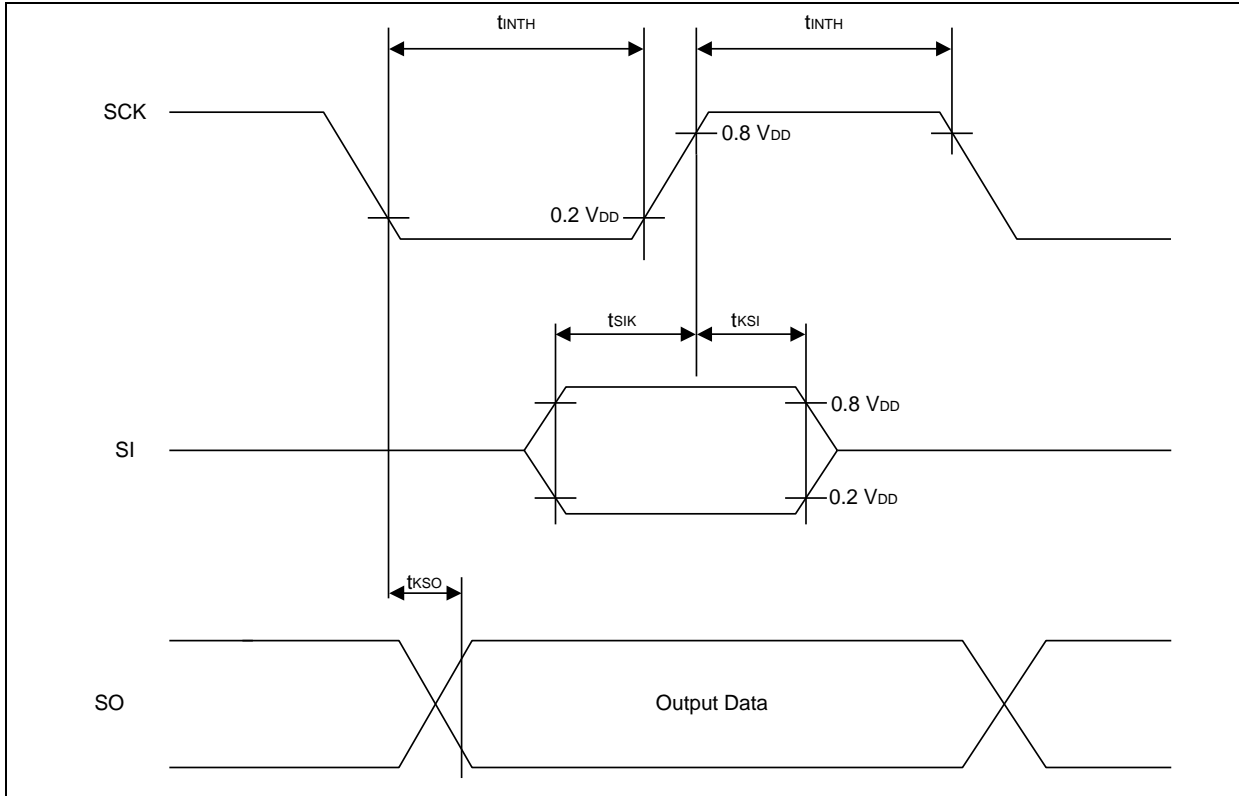 tINTH
tINTH
SCK
0.8 VDD
0.2 VDD
tSIK
tKSI
0.8 VDD
SI
0.2 VDD
tKSO
SO
Output Data